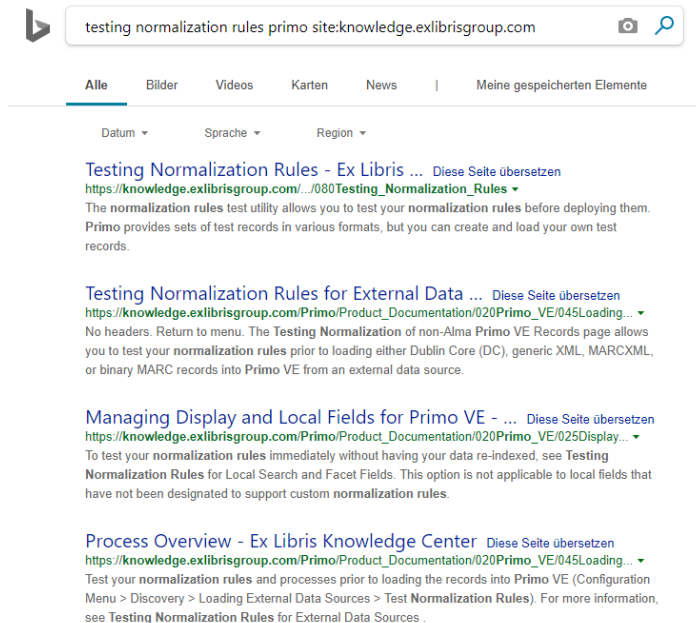 testing normalization rules primo site:knowledge.exlibrisgroup.com
Alle Bilder Videos Karten News | Meine gespeicherten Elemente
Datum Sprache Region
Testing Normalization Rules - Ex Libris ... Diese Seite übersetzen
https://knowledge.exlibrisgroup.com/.../080Testing_Normalization_Rules
The normalization rules test utility allows you to test your normalization rules before deploying them.
Primo provides sets of test records in various formats, but you can create and load your own test
records.
Testing Normalization Rules for External Data ... Diese Seite übersetzen
https://knowledge.exlibrisgroup.com/Primo/Product_Documentation/020Primo_VE/045Loading...
No headers. Return to menu. The Testing Normalization of non-Alma Primo VE Records page allows
you to test your normalization rules prior to loading either Dublin Core (DC), generic XML, MARCXML,
or binary MARC records into Primo VE from an external data source.
Managing Display and Local Fields for Primo VE - ... Diese Seite übersetzen
https://knowledge.exlibrisgroup.com/Primo/Product_Documentation/020Primo_VE/025Display...
To test your normalization rules immediately without having your data re-indexed, see Testing
Normalization Rules for Local Search and Facet Fields. This option is not applicable to local fields that
have not been designated to support custom normalization rules.
Process Overview - Ex Libris Knowledge Center Diese Seite übersetzen
https://knowledge.exlibrisgroup.com/Primo/Product_Documentation/020Primo_VE/045Loading...
Test your normalization rules and processes prior to loading the records into Primo VE (Configuration
Menu > Discovery > Loading External Data Sources > Test Normalization Rules). For more information,
see Testing Normalization Rules for External Data Sources .